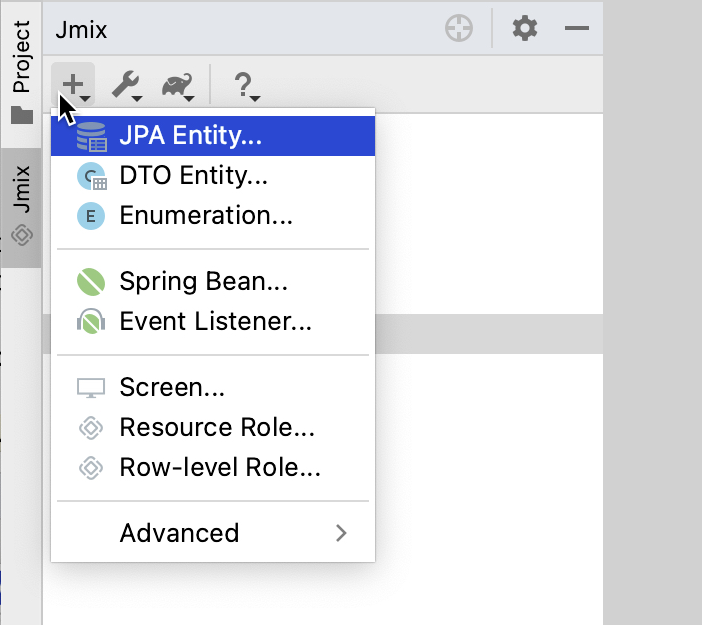 Project
Jmix
Jmix
?
JPA Entity...
C
DTO Entity...
E
Enumeration...
Spring Bean...
Event Listener...
Screen...
Resource Role...
Row-level Role...
Advanced